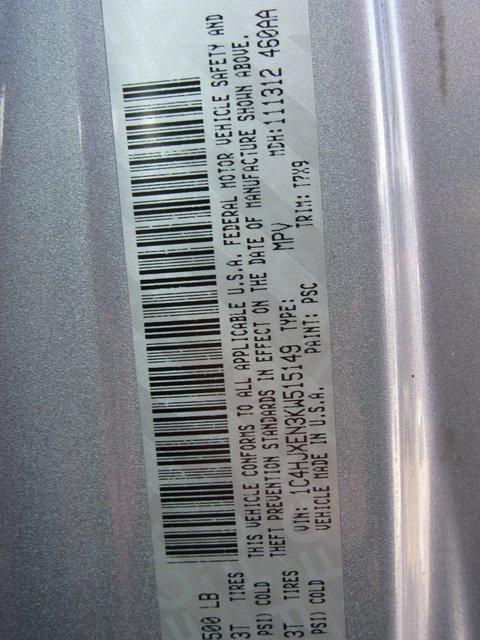 500 LB
3T TIRES
PSI) COLD
THIS VEHICLE CONFORMS TO ALL APPLICABLE U.S.A. FEDERAL MOTOR VEHICLE SAFETY AND
THEFT PREVENTION STANDARDS IN EFFECT ON THE DATE OF MANUFACTURE SHOWN ABOVE.
3T TIRES VIN: 1C4HJXEN3KW515149 TYPE: MPV MDH: 111312 460AA
PSI) COLD VEHICLE MADE IN U.S.A. PAINT: PSC TRIM: T7X9